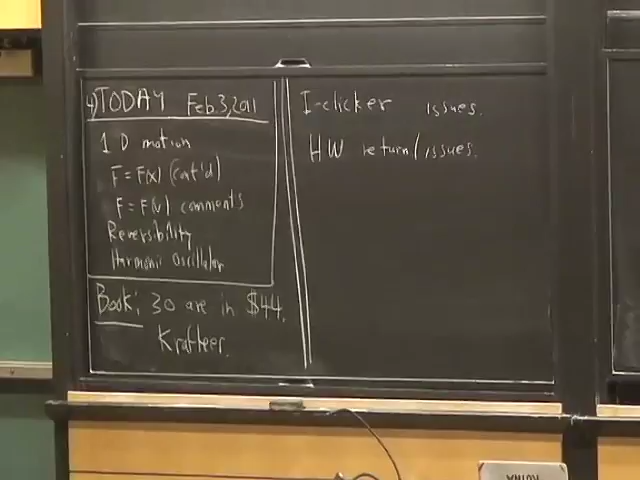 4) TODAY Feb. 3, 2011
1 D motion
F = F(x) (cont'd)
F = F(v) comments
Reversibility
Harmonic Oscillator
Book: 30 are in $44.
Krafteer.
I-clicker issues.
HW return/issues.